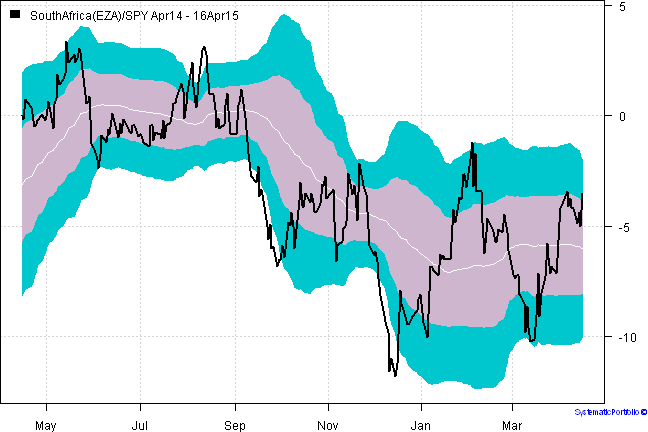 SouthAfrica(EZA)/SPY Apr14 - 16Apr15
5
0
-5
-10
May Jul Sep Nov Jan Mar
SystematicPortfolio ©